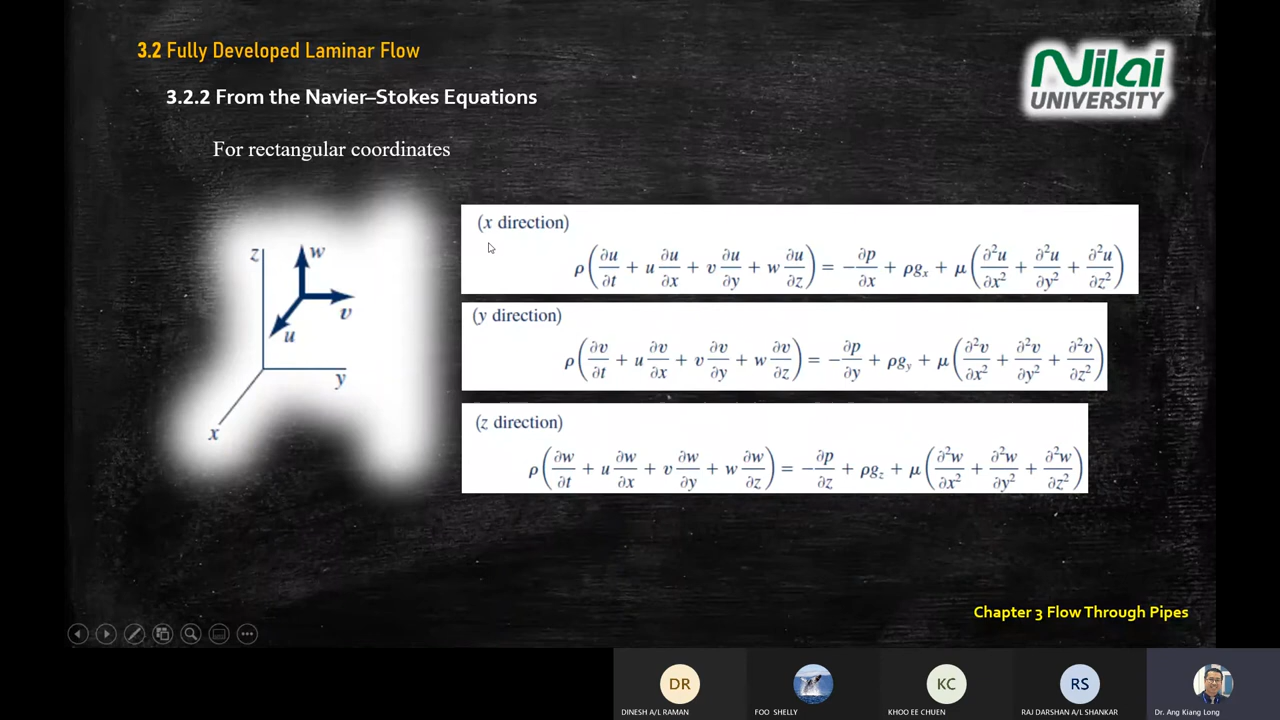 3.2 Fully Developed Laminar Flow
Nilai
UNIVERSITY
3.2.2 From the Navier–Stokes Equations
For rectangular coordinates
z
w
v
u
y
x
(x direction)
ρ(∂u/∂t + u ∂u/∂x + v ∂u/∂y + w ∂u/∂z) = −∂p/∂x + ρgₓ + μ(∂²u/∂x² + ∂²u/∂y² + ∂²u/∂z²)
(y direction)
ρ(∂v/∂t + u ∂v/∂x + v ∂v/∂y + w ∂v/∂z) = −∂p/∂y + ρg_y + μ(∂²v/∂x² + ∂²v/∂y² + ∂²v/∂z²)
(z direction)
ρ(∂w/∂t + u ∂w/∂x + v ∂w/∂y + w ∂w/∂z) = −∂p/∂z + ρg_z + μ(∂²w/∂x² + ∂²w/∂y² + ∂²w/∂z²)
Chapter 3 Flow Through Pipes
DR
KC
RS
DINESH A/L RAMAN
FOO SHELLY
KHOO EE CHUEN
RAJ DARSHAN A/L SHANKAR
Dr. Ang Kiang Long